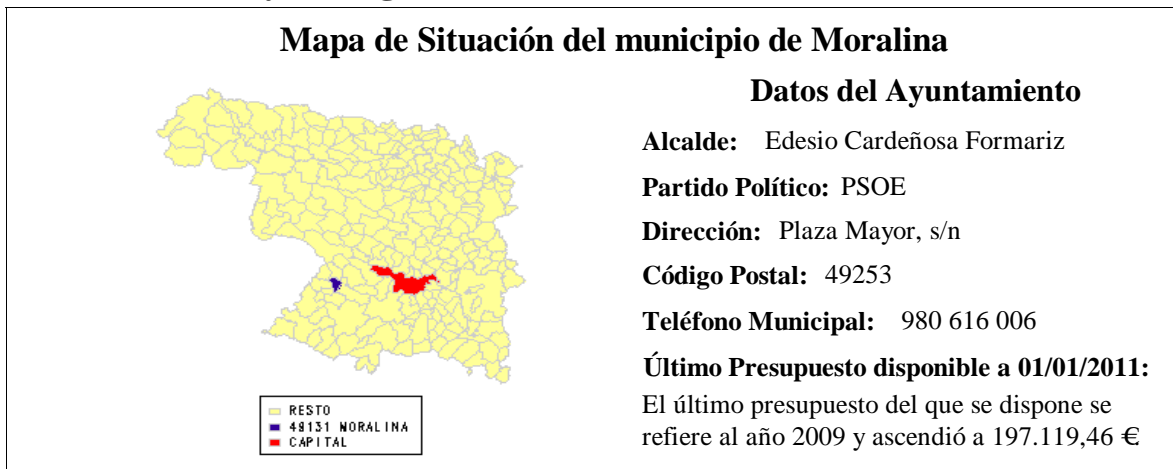 Mapa de Situación del municipio de Moralina
Datos del Ayuntamiento
Alcalde: Edesio Cardeñosa Formariz
Partido Político: PSOE
Dirección: Plaza Mayor, s/n
Código Postal: 49253
Teléfono Municipal: 980 616 006
Último Presupuesto disponible a 01/01/2011:
El último presupuesto del que se dispone se
refiere al año 2009 y ascendió a 197.119,46 €
RESTO
49131 MORALINA
CAPITAL